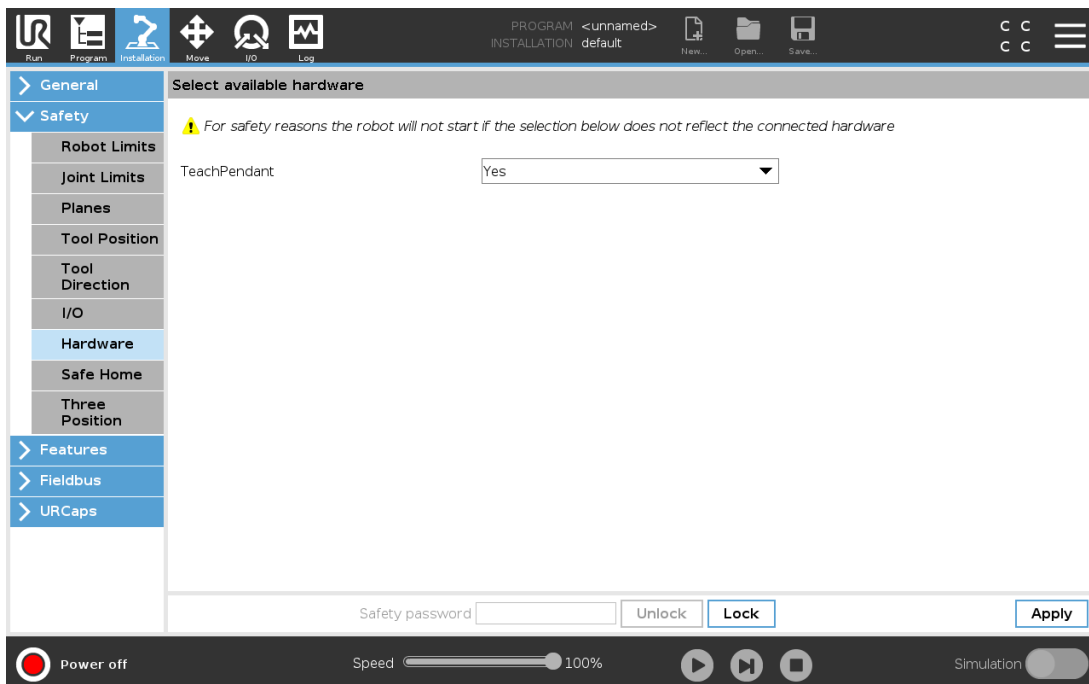 PROGRAM <unnamed>
INSTALLATION default
C C
C C
Run
Program
Installation
Move
I/O
Log
New...
Open...
Save...
General
Safety
Robot Limits
Joint Limits
Planes
Tool Position
Tool
Direction
I/O
Hardware
Safe Home
Three
Position
Features
Fieldbus
URCaps
Select available hardware
For safety reasons the robot will not start if the selection below does not reflect the connected hardware
TeachPendant Yes
Safety password Unlock Lock Apply
Power off Speed 100% Simulation